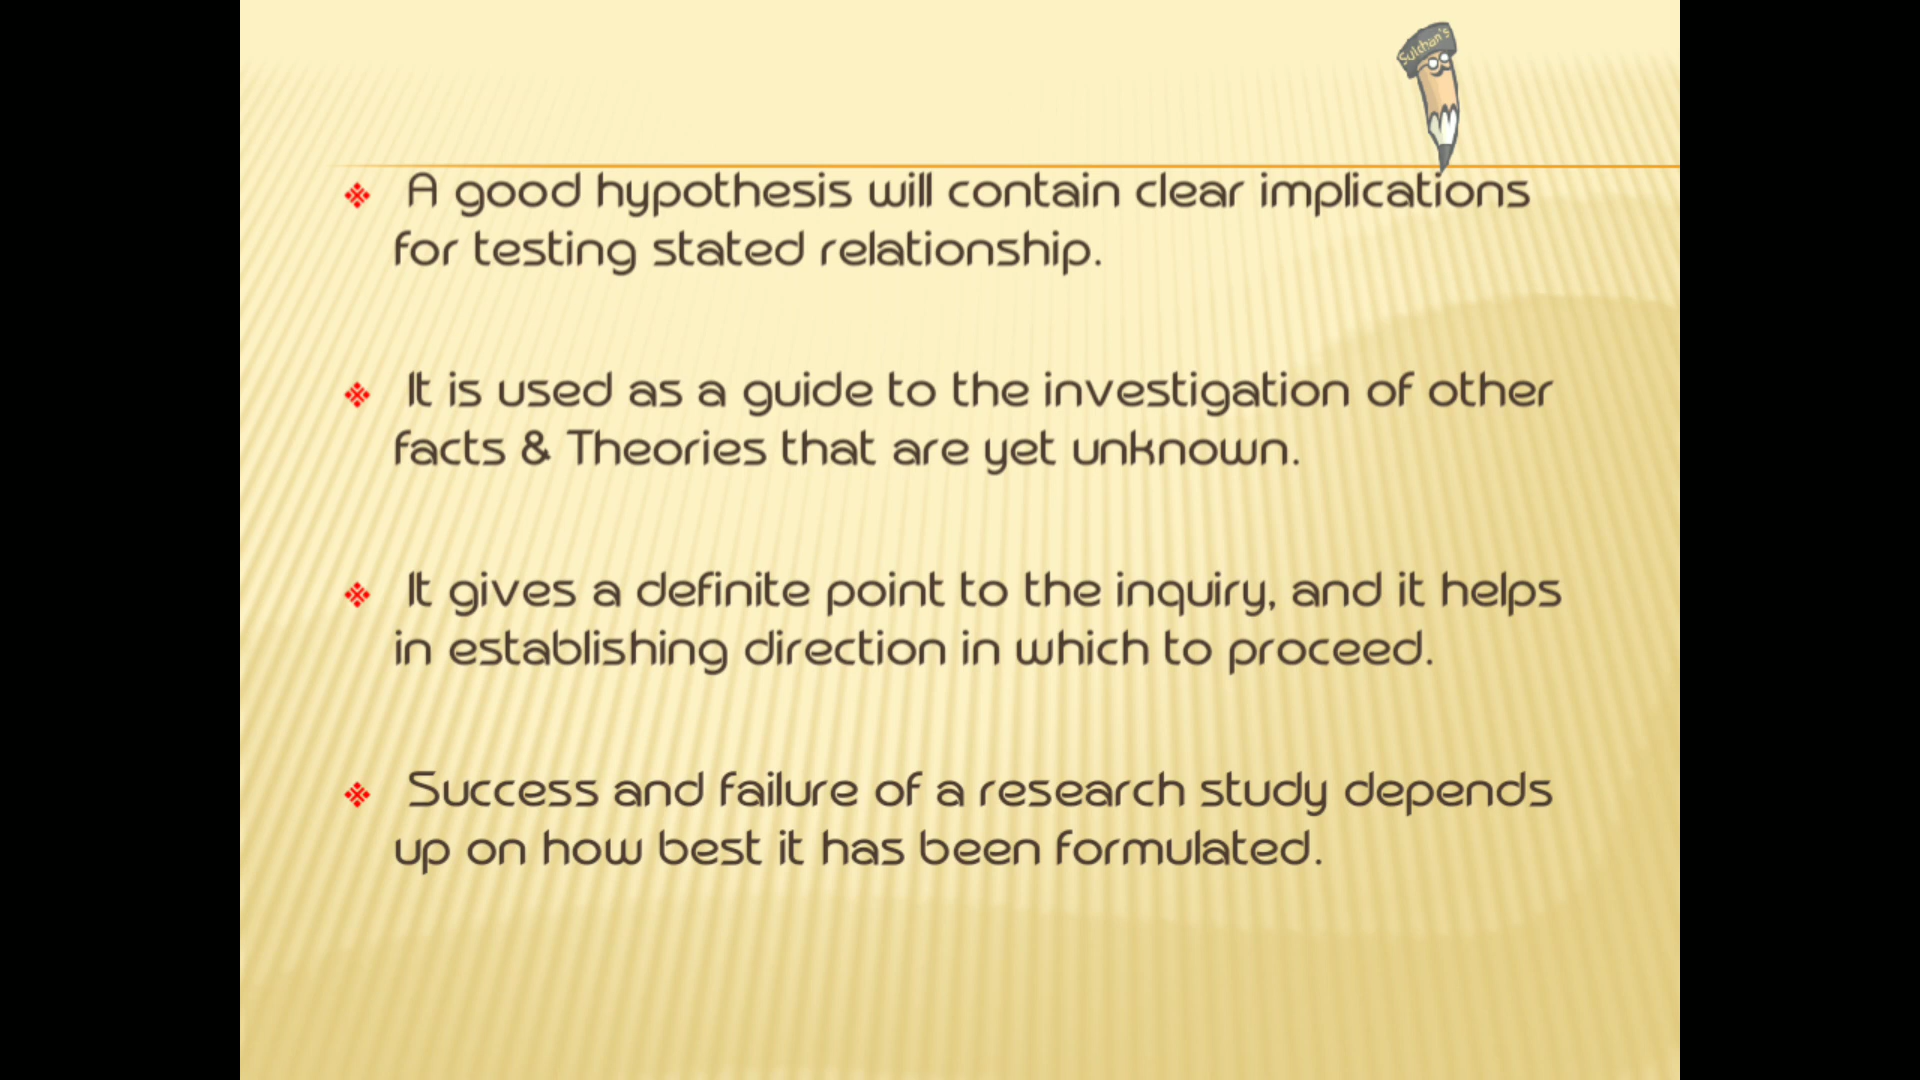 Sulchan's
A good hypothesis will contain clear implications
for testing stated relationship.
It is used as a guide to the investigation of other
facts & Theories that are yet unknown.
It gives a definite point to the inquiry, and it helps
in establishing direction in which to proceed.
Success and failure of a research study depends
up on how best it has been formulated.